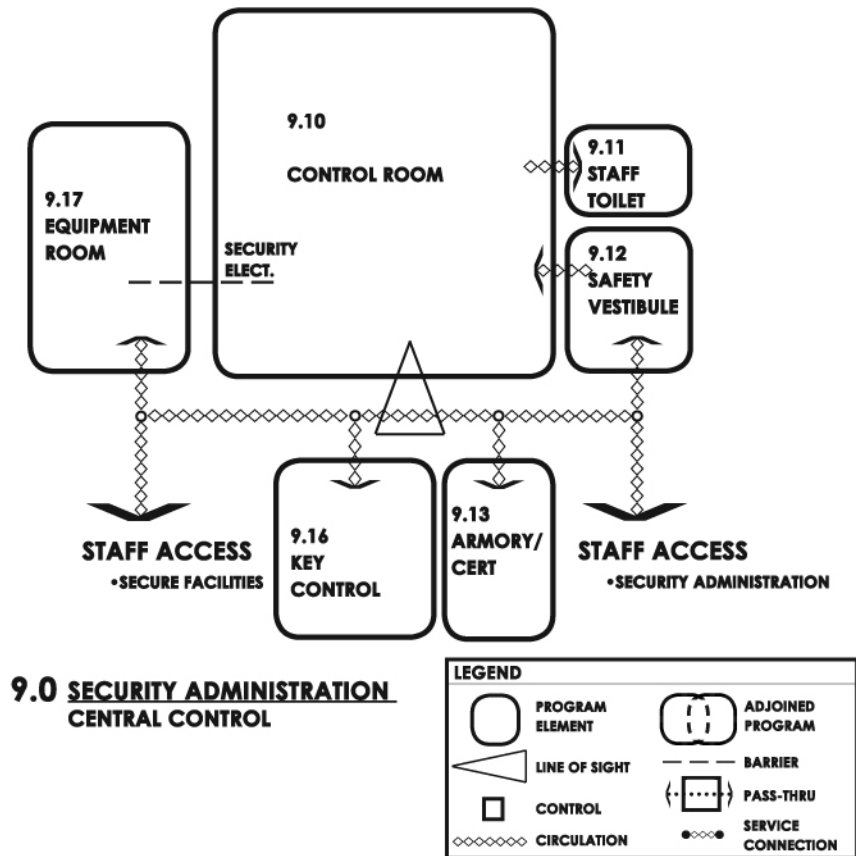 9.10
CONTROL ROOM
9.11
STAFF
TOILET
9.17
EQUIPMENT
ROOM
SECURITY
ELECT.
9.12
SAFETY
VESTIBULE
9.16
KEY
CONTROL
9.13
ARMORY/
CERT
STAFF ACCESS
•SECURE FACILITIES
STAFF ACCESS
•SECURITY ADMINISTRATION
9.0 SECURITY ADMINISTRATION
CENTRAL CONTROL
LEGEND
PROGRAM
ELEMENT
ADJOINED
PROGRAM
LINE OF SIGHT
BARRIER
PASS-THRU
CONTROL
CIRCULATION
SERVICE
CONNECTION